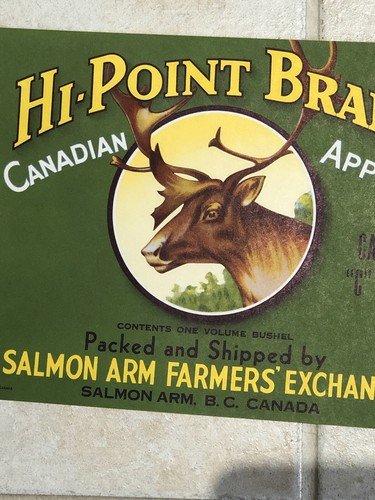 HI-POINT BRA
CANADIAN APP
CA
"C"
CONTENTS ONE VOLUME BUSHEL
Packed and Shipped by
SALMON ARM FARMERS' EXCHAN
SALMON ARM, B.C. CANADA